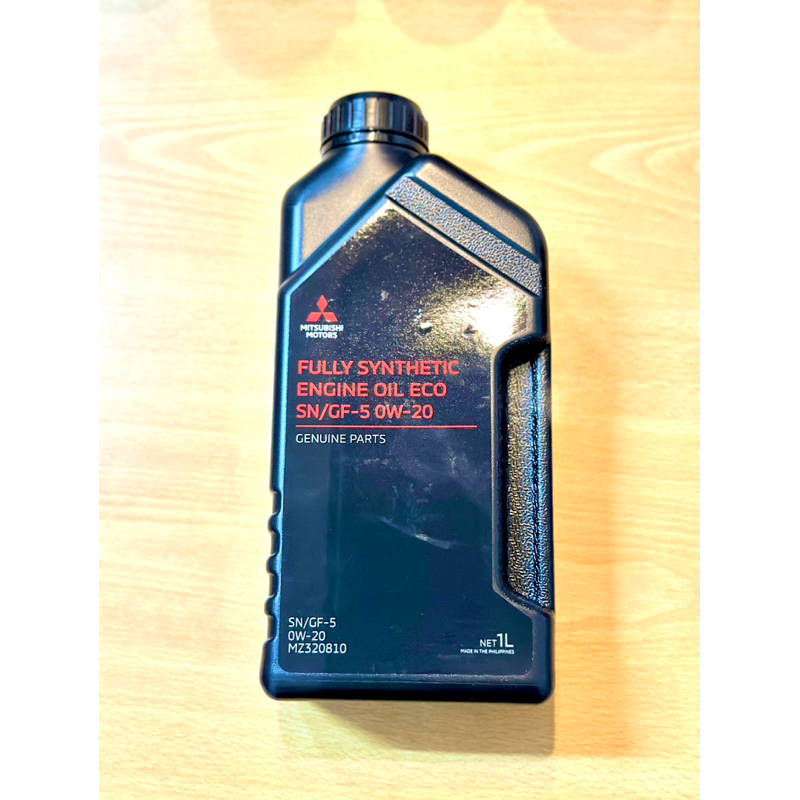 MITSUBISHI
MOTORS
FULLY SYNTHETIC
ENGINE OIL ECO
SN/GF-5 0W-20
GENUINE PARTS
SN/GF-5
0W-20
MZ320810
NET 1L
MADE IN THE PHILIPPINES